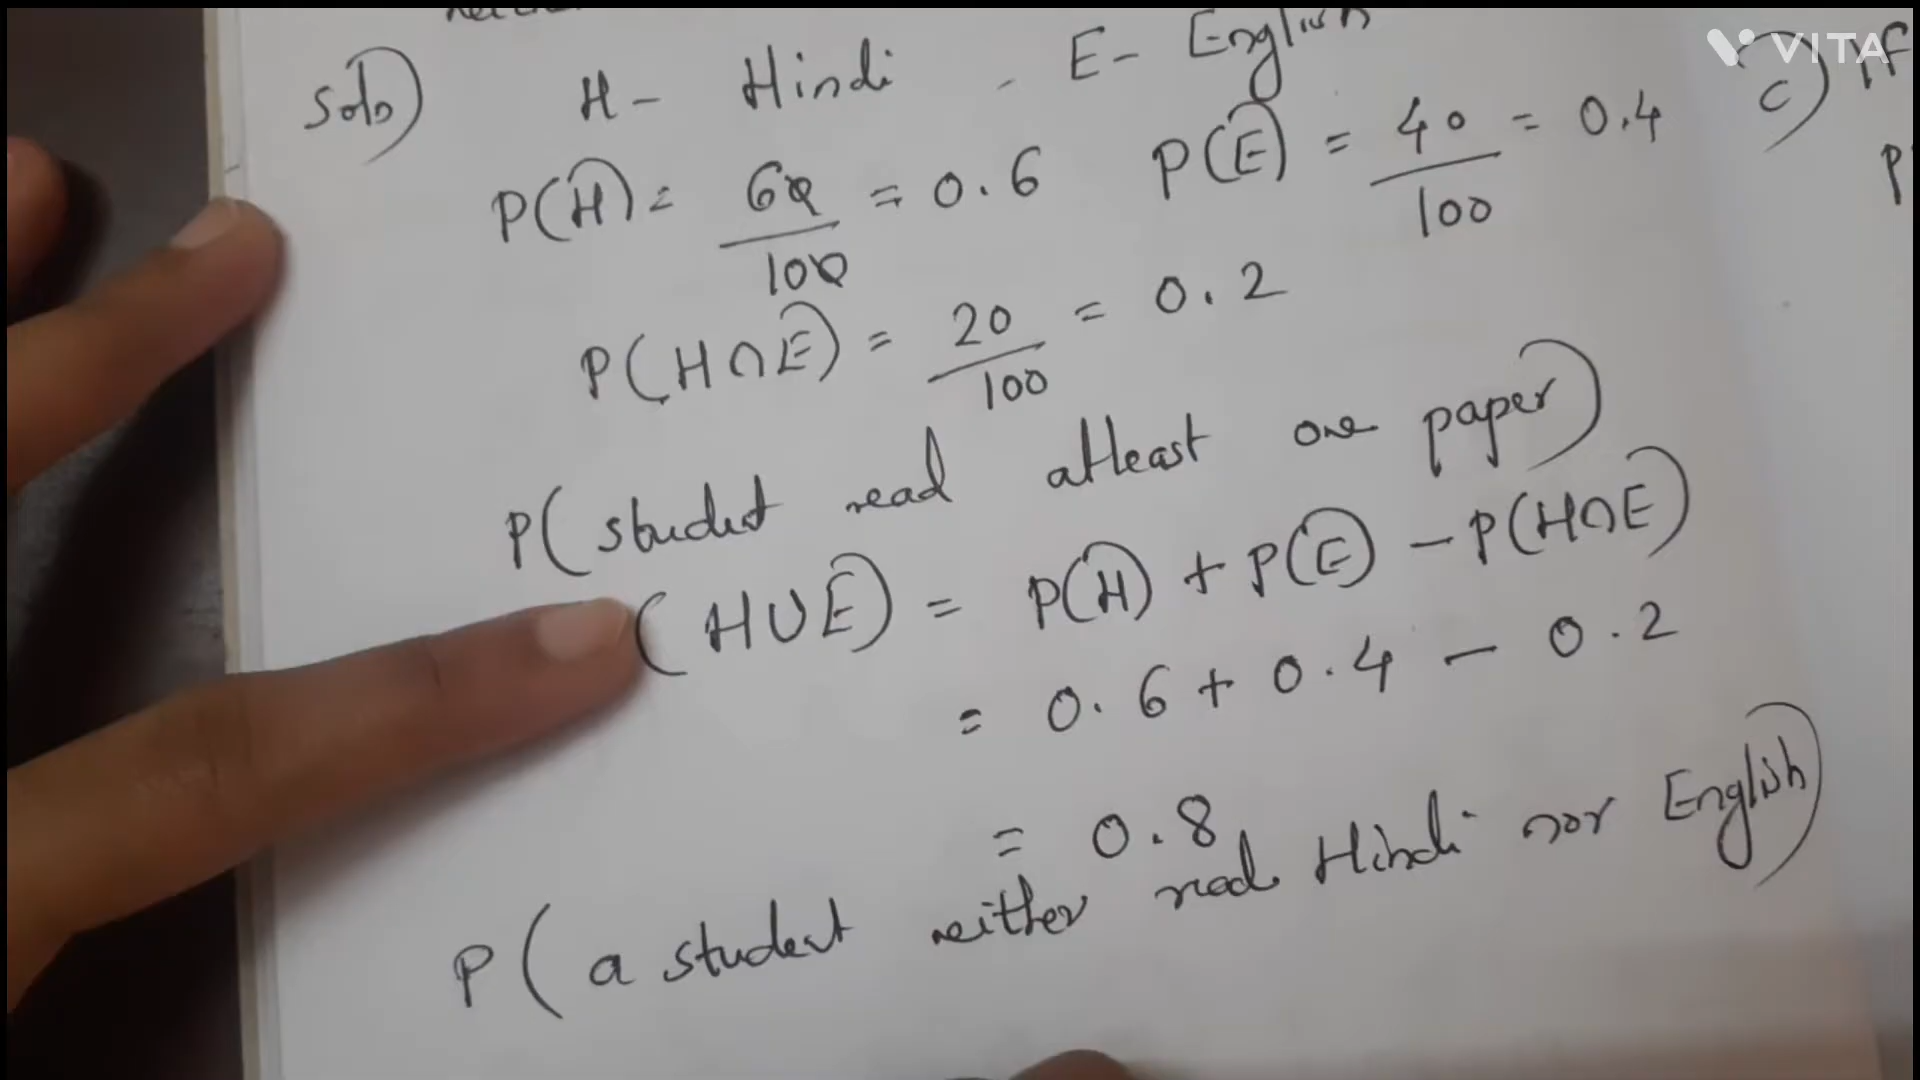 Soln) H - Hindi - E - English
P(H) = 60/100 = 0.6 P(E) = 40/100 = 0.4
P(H∩E) = 20/100 = 0.2
P(student read atleast one paper)
(H∪E) = P(H) + P(E) - P(H∩E)
= 0.6 + 0.4 - 0.2
= 0.8
P(a student neither read Hindi nor English)
c) If
P
VITA